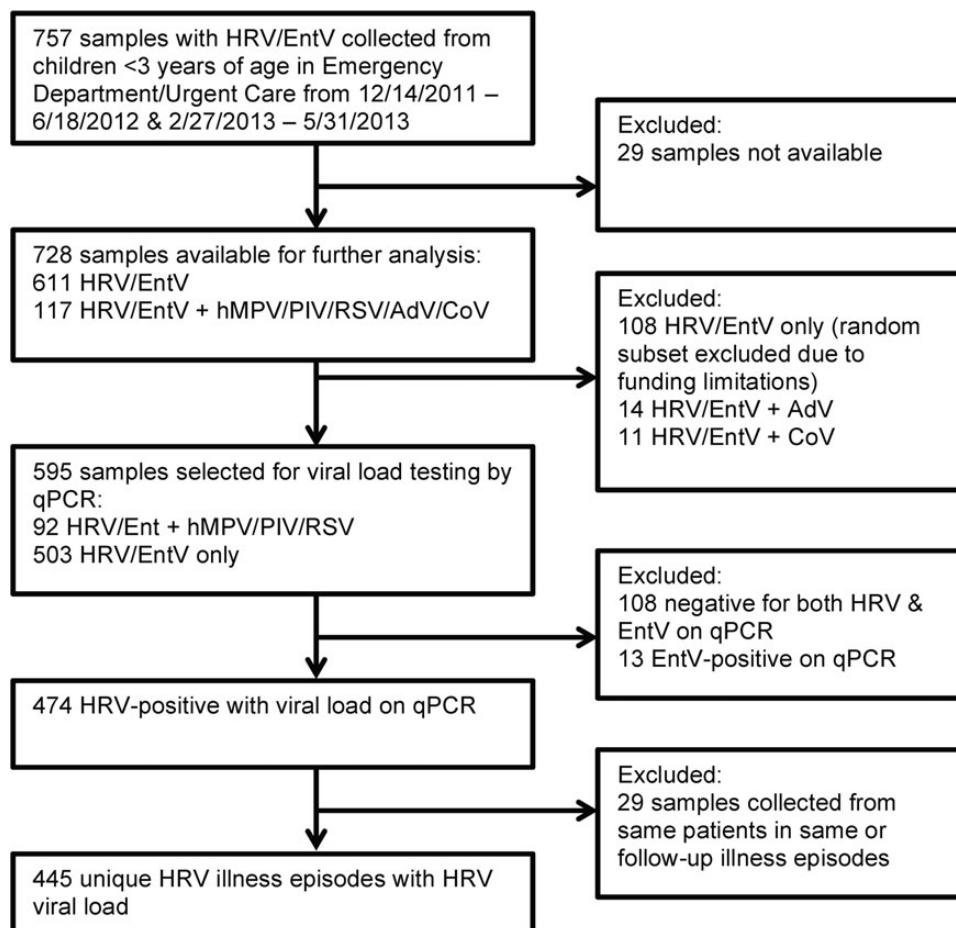 757 samples with HRV/EntV collected from
children <3 years of age in Emergency
Department/Urgent Care from 12/14/2011 –
6/18/2012 & 2/27/2013 – 5/31/2013
Excluded:
29 samples not available
728 samples available for further analysis:
611 HRV/EntV
117 HRV/EntV + hMPV/PIV/RSV/AdV/CoV
Excluded:
108 HRV/EntV only (random
subset excluded due to
funding limitations)
14 HRV/EntV + AdV
11 HRV/EntV + CoV
595 samples selected for viral load testing by
qPCR:
92 HRV/Ent + hMPV/PIV/RSV
503 HRV/EntV only
Excluded:
108 negative for both HRV &
EntV on qPCR
13 EntV-positive on qPCR
474 HRV-positive with viral load on qPCR
Excluded:
29 samples collected from
same patients in same or
follow-up illness episodes
445 unique HRV illness episodes with HRV
viral load